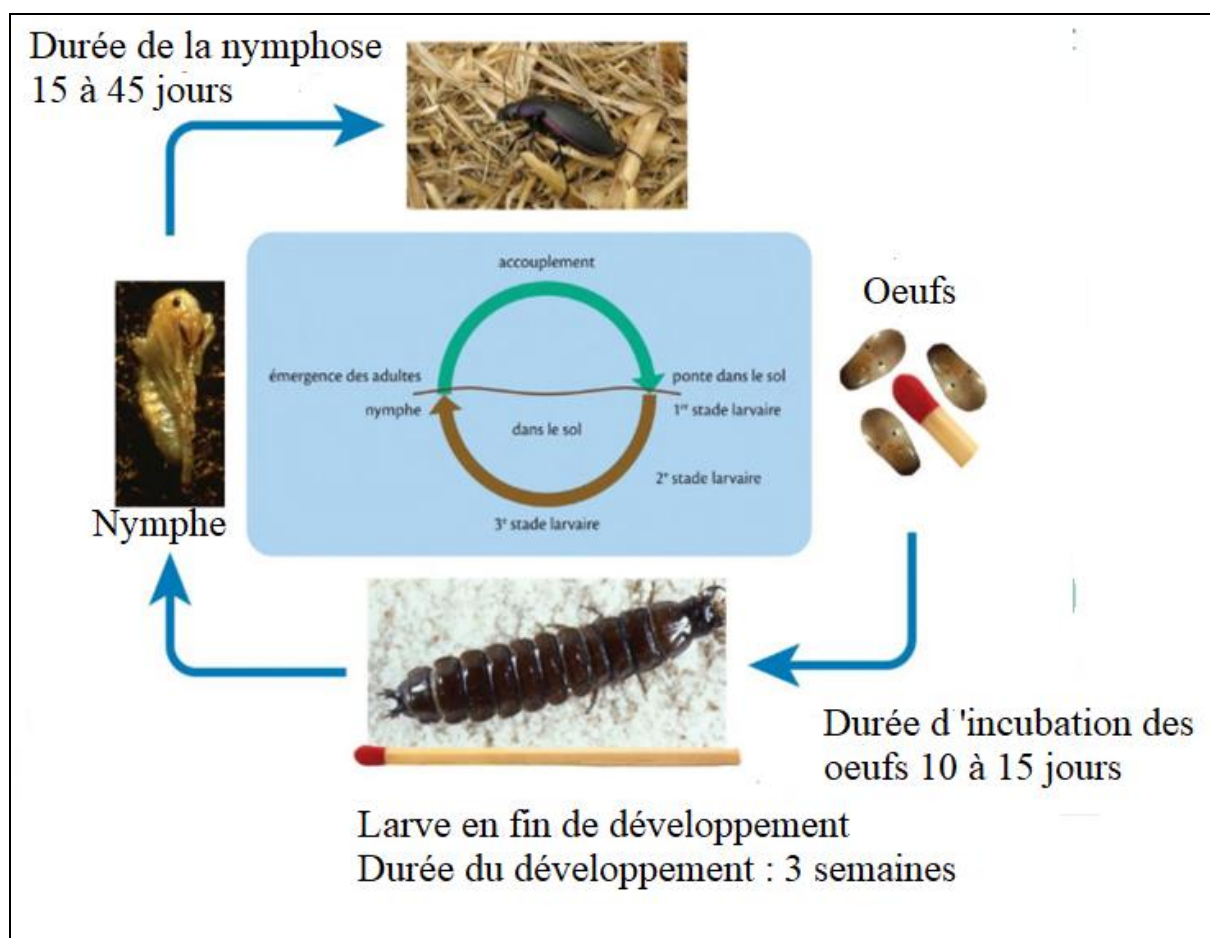 Durée de la nymphose
15 à 45 jours
accouplement
Oeufs
émergence des adultes
ponte dans le sol
nymphe
1er stade larvaire
dans le sol
2e stade larvaire
3e stade larvaire
Nymphe
Durée d 'incubation des
oeufs 10 à 15 jours
Larve en fin de développement
Durée du développement : 3 semaines